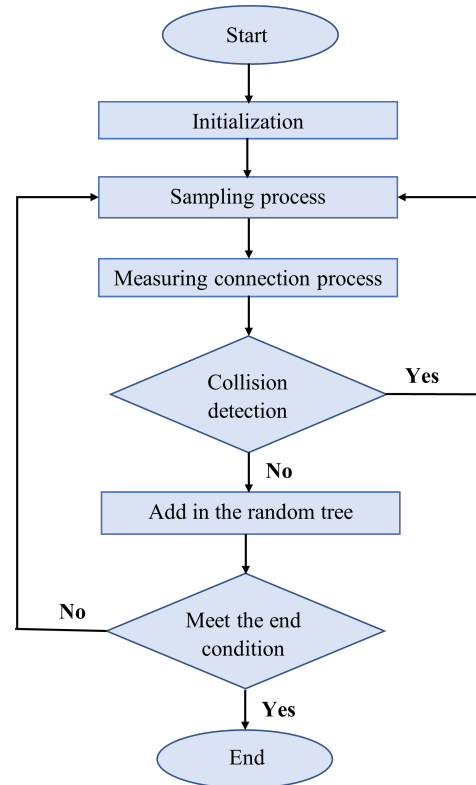 Start
Initialization
Sampling process
Measuring connection process
Collision
detection
Yes
No
Add in the random tree
Meet the end
condition
No
Yes
End